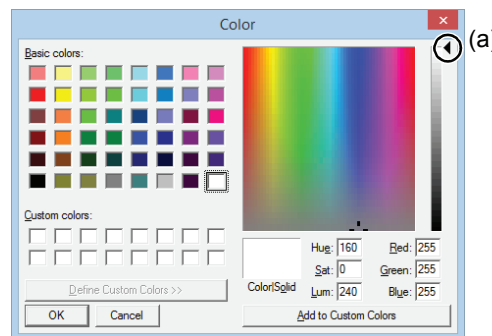 Color
(a)
Basic colors:
Custom colors:
Define Custom Colors >>
OK
Cancel
Color|Solid
Hue: 160
Sat: 0
Lum: 240
Red: 255
Green: 255
Blue: 255
Add to Custom Colors